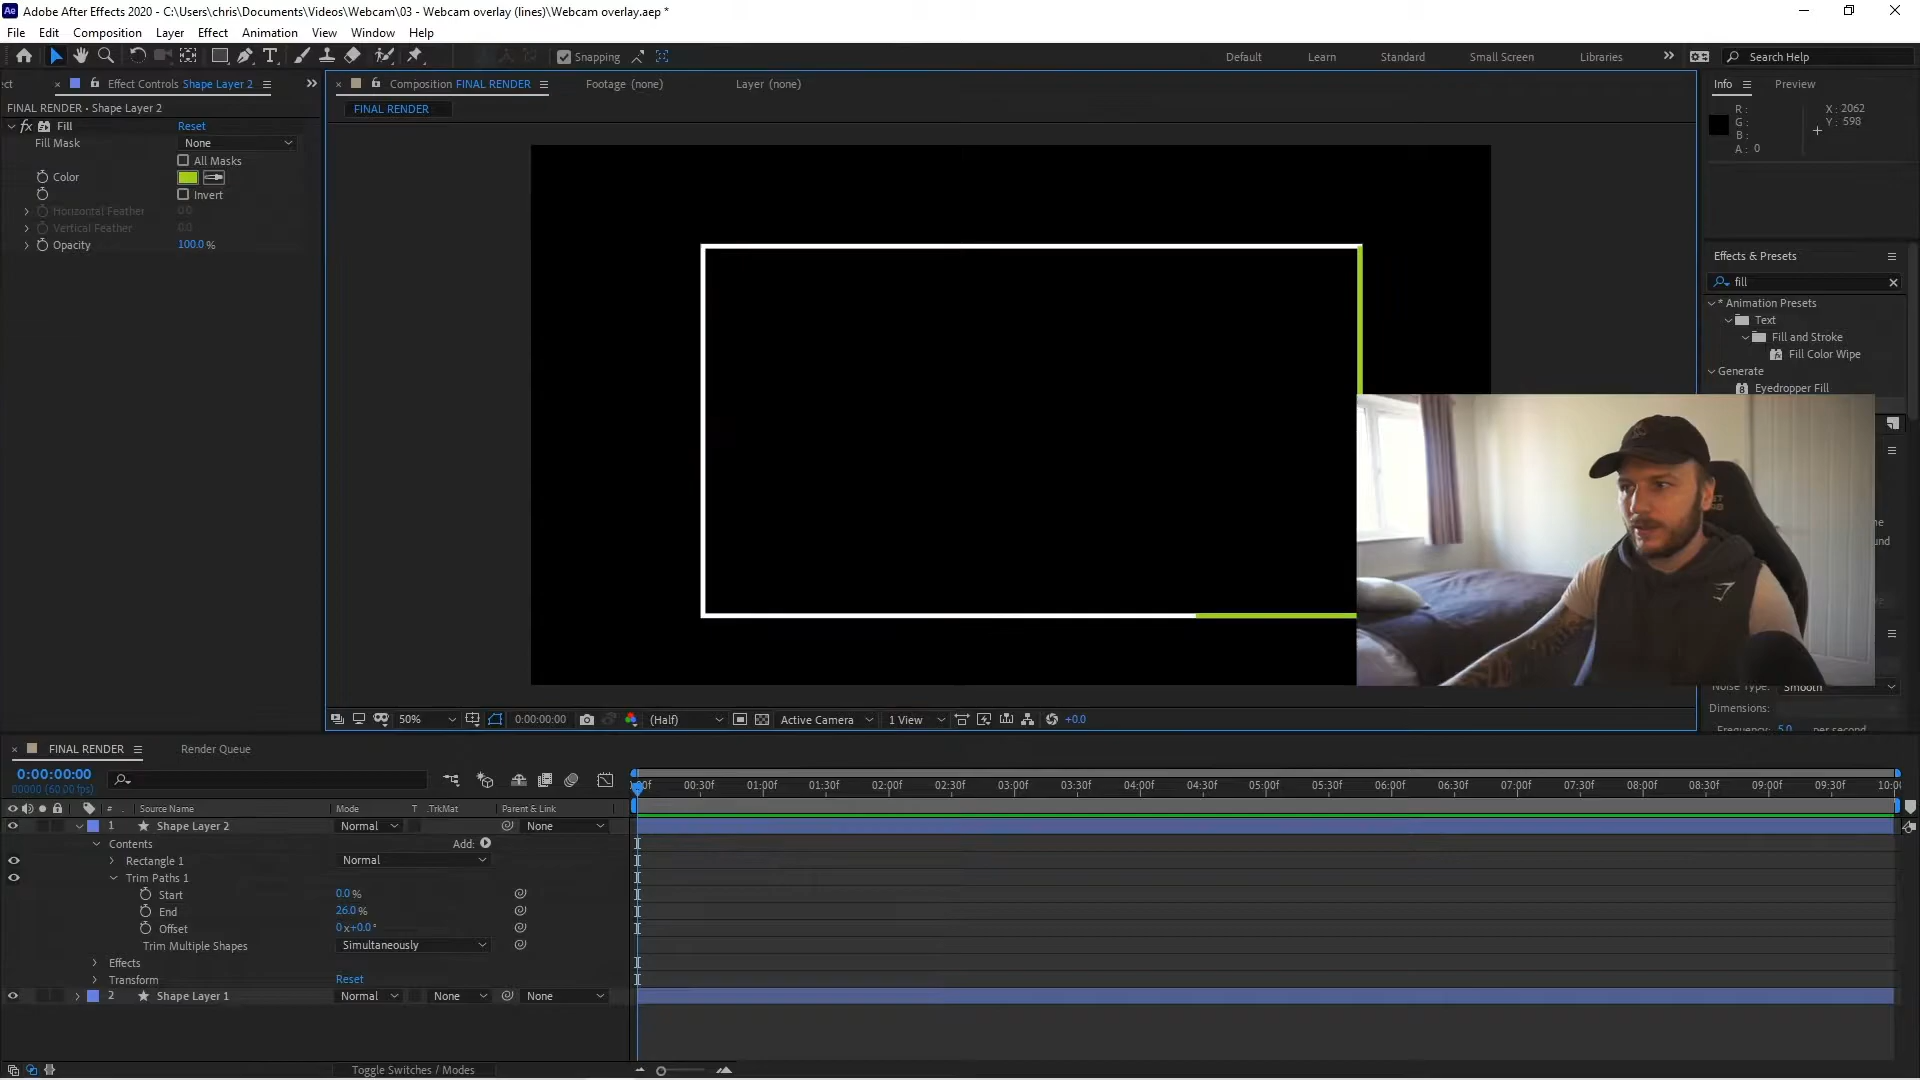 Adobe After Effects 2020 - C:\Users\chris\Documents\Videos\Webcam\03 - Webcam overlay (lines)\Webcam overlay.aep *
File Edit Composition Layer Effect Animation View Window Help
Snapping
Default Learn Standard Small Screen Libraries Search Help
Effect Controls Shape Layer 2
Composition FINAL RENDER
Footage (none)
Layer (none)
Info Preview
FINAL RENDER • Shape Layer 2
FINAL RENDER
R :
G :
B :
A : 0
X : 2062
Y : 598
fx Fill Reset
Fill Mask None
All Masks
Color
Invert
Horizontal Feather 0.0
Vertical Feather 0.0
Opacity 100.0 %
Effects & Presets
fill
* Animation Presets
Text
Fill and Stroke
Fill Color Wipe
Generate
Eyedropper Fill
Noise Type: Smooth
Dimensions:
Frequency: 5.0 per second
50% 0:00:00:00 (Half) Active Camera 1 View +0.0
FINAL RENDER Render Queue
0:00:00:00
00000 (60.00 fps)
00:30f 01:00f 01:30f 02:00f 02:30f 03:00f 03:30f 04:00f 04:30f 05:00f 05:30f 06:00f 06:30f 07:00f 07:30f 08:00f 08:30f 09:00f 09:30f
# Source Name Mode T .TrkMat Parent & Link
1 Shape Layer 2 Normal None
Contents Add:
Rectangle 1 Normal
Trim Paths 1
Start 0.0 %
End 26.0 %
Offset 0 x+0.0 °
Trim Multiple Shapes Simultaneously
Effects
Transform Reset
2 Shape Layer 1 Normal None None
Toggle Switches / Modes